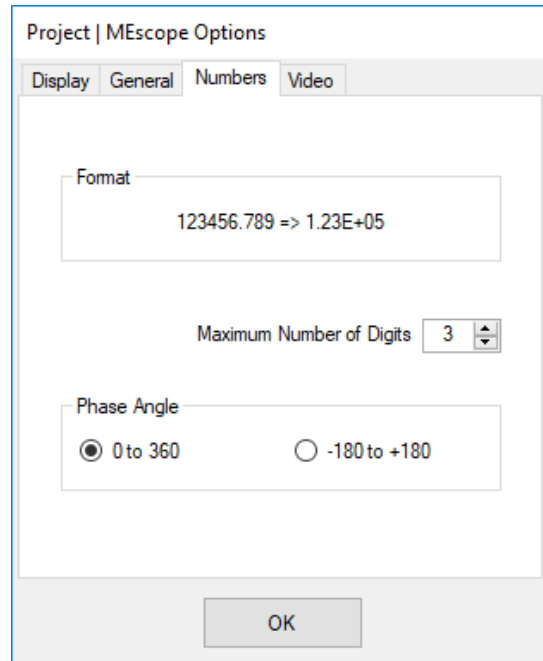 Project | MEscope Options
Display General Numbers Video
Format
123456.789 => 1.23E+05
Maximum Number of Digits 3
Phase Angle
0 to 360 -180 to +180
OK